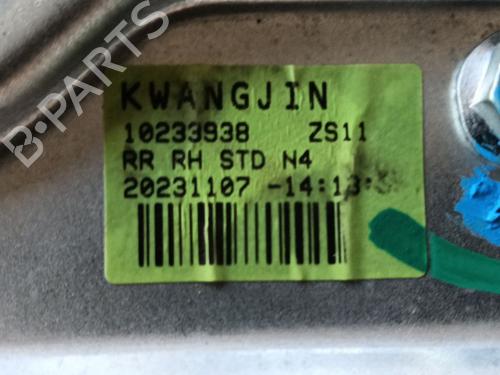 B-PARTS
KWANGJIN
10233938 ZS11
RR RH STD N4
20231107 -14:13: